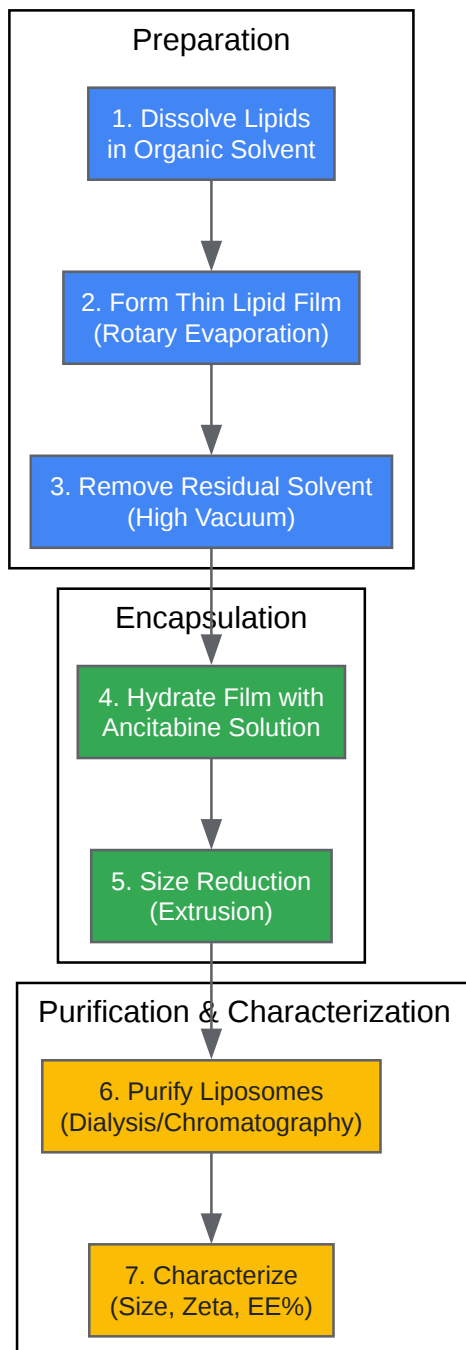 Preparation
1. Dissolve Lipids
in Organic Solvent
2. Form Thin Lipid Film
(Rotary Evaporation)
3. Remove Residual Solvent
(High Vacuum)
Encapsulation
4. Hydrate Film with
Ancitabine Solution
5. Size Reduction
(Extrusion)
Purification & Characterization
6. Purify Liposomes
(Dialysis/Chromatography)
7. Characterize
(Size, Zeta, EE%)